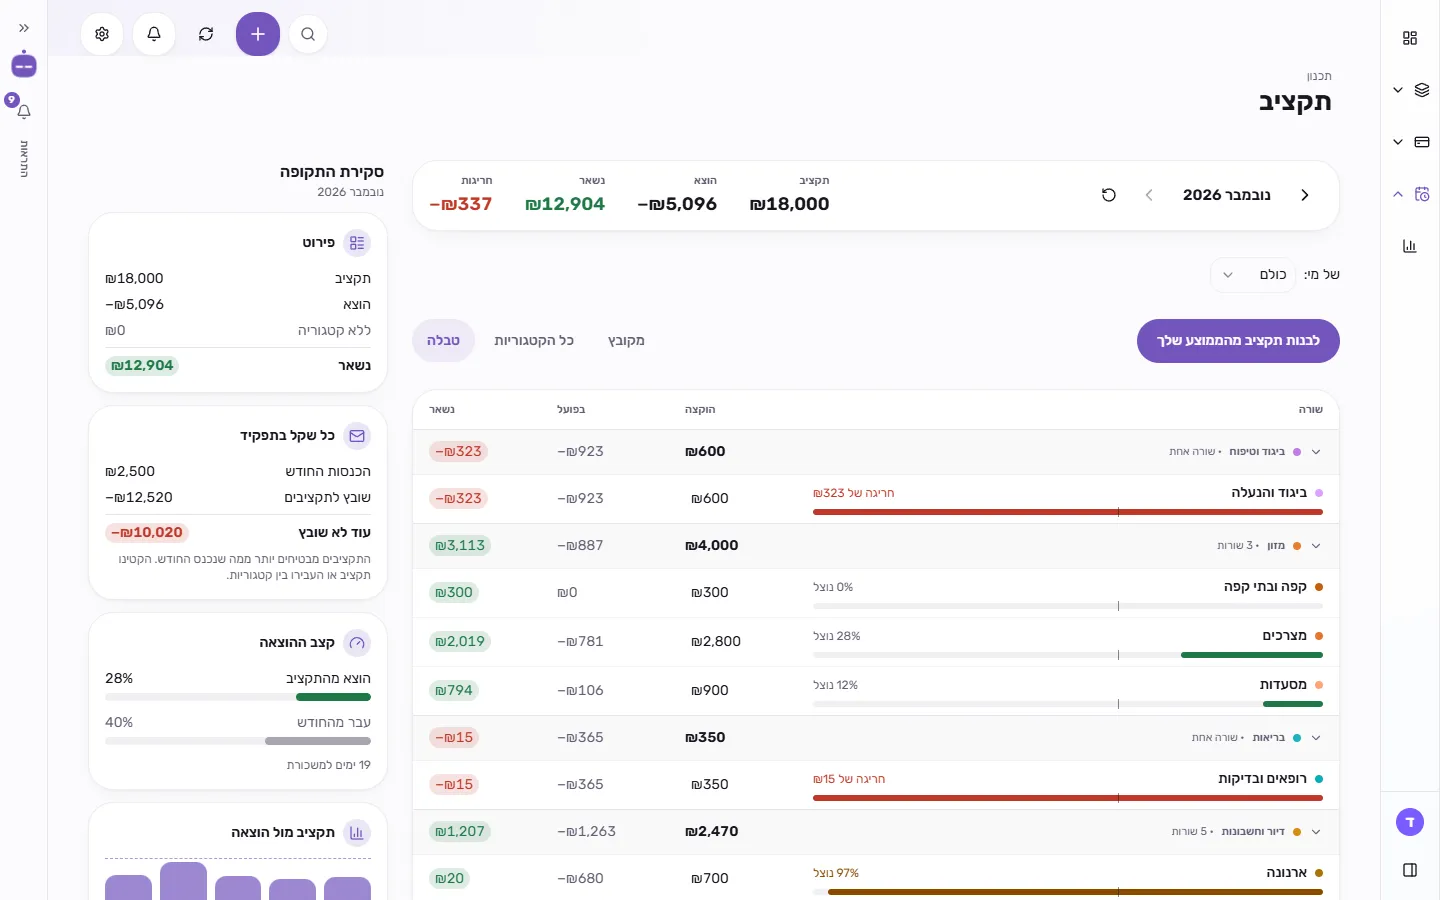 תכנון
תקציב
נובמבר 2026
תקציב
₪18,000
הוצא
−₪5,096
נשאר
₪12,904
חריגות
−₪337
של מי:
כולם
לבנות תקציב מהממוצע שלך
מקובץ
כל הקטגוריות
טבלה
שורה
הוקצה
בפועל
נשאר
ביגוד וטיפוח • שורה אחת
₪600
−₪923
−₪323
ביגוד והנעלה
חריגה של ₪323
₪600
−₪923
−₪323
מזון • 3 שורות
₪4,000
−₪887
₪3,113
קפה ובתי קפה
0% נוצל
₪300
₪0
₪300
מצרכים
28% נוצל
₪2,800
−₪781
₪2,019
מסעדות
12% נוצל
₪900
−₪106
₪794
בריאות • שורה אחת
₪350
−₪365
−₪15
רופאים ובדיקות
חריגה של ₪15
₪350
−₪365
−₪15
דיור וחשבונות • 5 שורות
₪2,470
−₪1,263
₪1,207
ארנונה
97% נוצל
₪700
−₪680
₪20
סקירת התקופה
נובמבר 2026
פירוט
תקציב
₪18,000
הוצא
−₪5,096
ללא קטגוריה
₪0
נשאר
₪12,904
כל שקל בתפקיד
הכנסות החודש
₪2,500
שובץ לתקציבים
−₪12,520
עוד לא שובץ
−₪10,020
התקציבים מבטיחים יותר ממה שנכנס החודש. הקטינו
תקציב או העבירו בין קטגוריות.
קצב ההוצאה
הוצא מהתקציב
28%
עבר מהחודש
40%
19 ימים למשכורת
תקציב מול הוצאה
9
התראות
ד